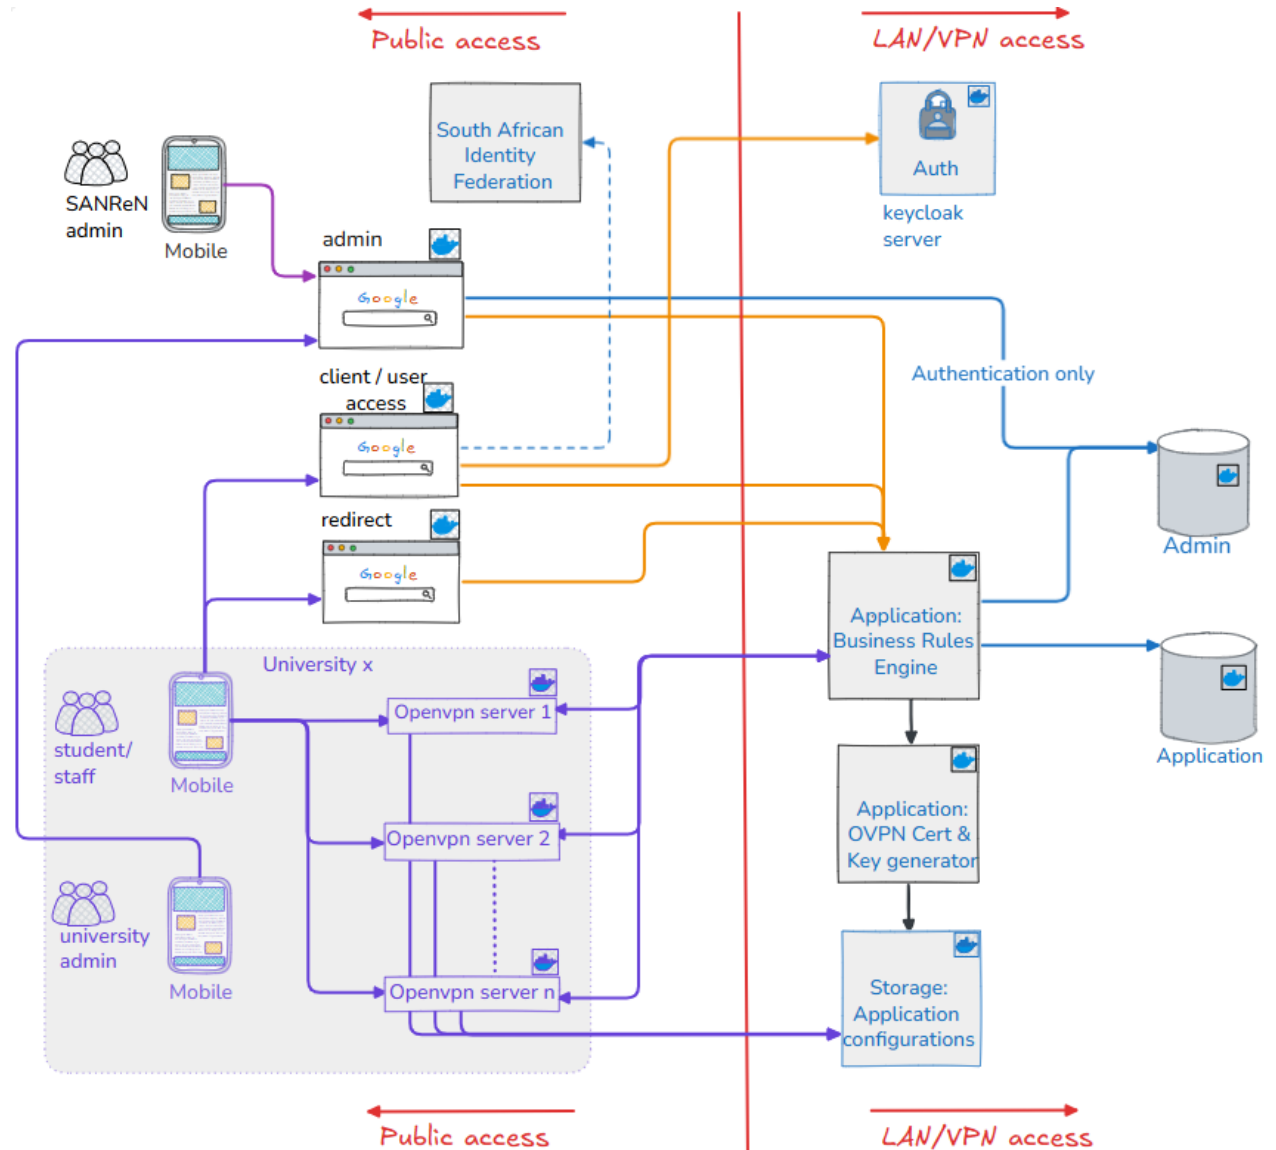 Public access
LAN/VPN access
South African
Identity
Federation
Auth
keycloak
server
SANReN
admin
Mobile
admin
Google
client / user
access
Google
redirect
Google
Authentication only
Admin
Application:
Business Rules
Engine
Application
University x
student/
staff
Mobile
Openvpn server 1
Openvpn server 2
Openvpn server n
university
admin
Mobile
Application:
OVPN Cert &
Key generator
Storage:
Application
configurations
Public access
LAN/VPN access